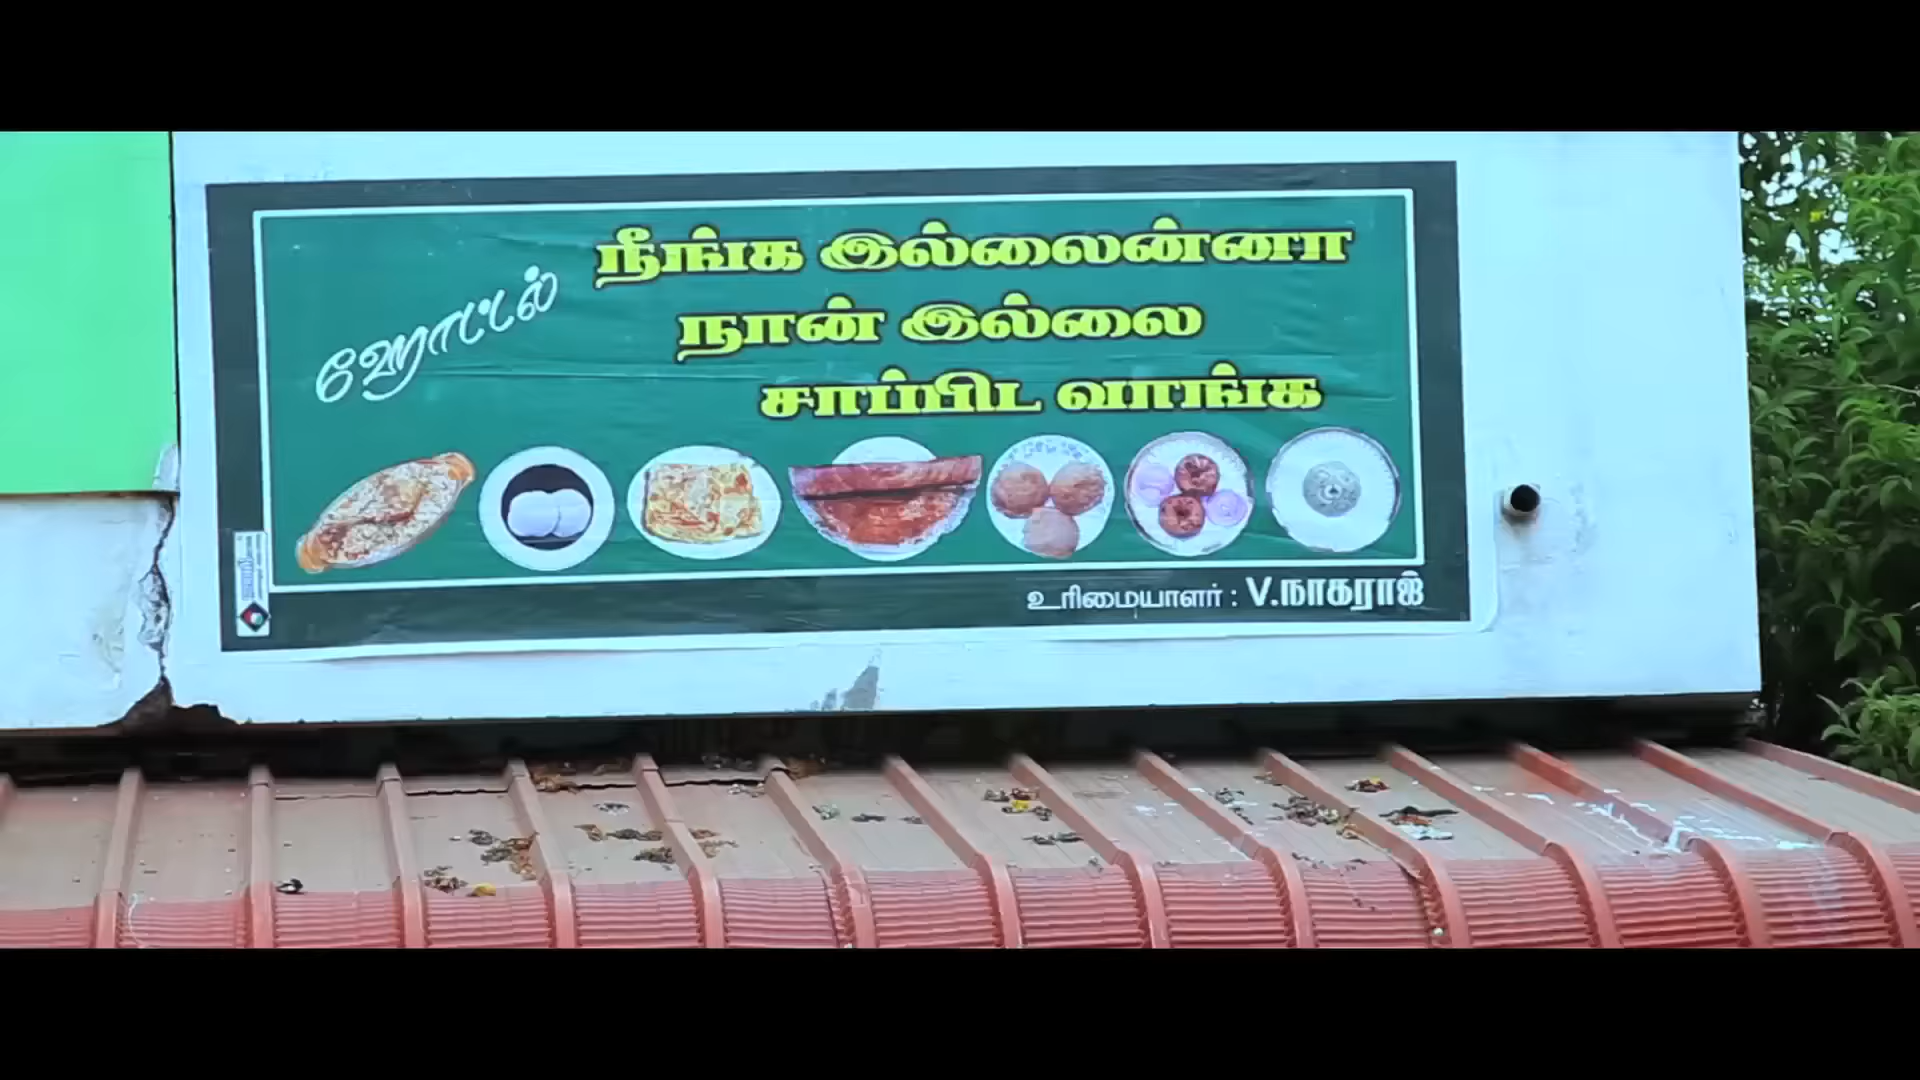 ஹோட்டல்
நீங்க இல்லைன்னா
நான் இல்லை
சாப்பிட வாங்க
உரிமையாளர் : V.நாகராஜ்